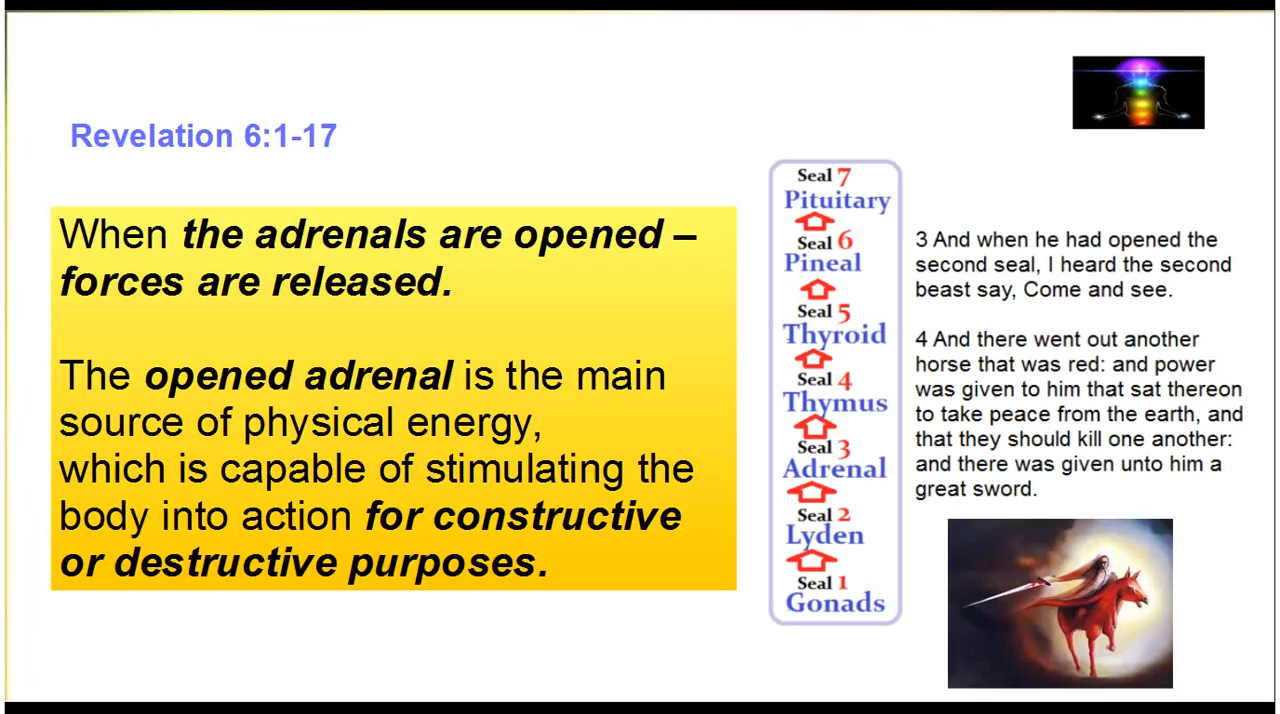 Revelation 6:1-17
When the adrenals are opened –
forces are released.
The opened adrenal is the main
source of physical energy,
which is capable of stimulating the
body into action for constructive
or destructive purposes.
Seal 7
Pituitary
Seal 6
Pineal
Seal 5
Thyroid
Seal 4
Thymus
Seal 3
Adrenal
Seal 2
Lyden
Seal 1
Gonads
3 And when he had opened the
second seal, I heard the second
beast say, Come and see.
4 And there went out another
horse that was red: and power
was given to him that sat thereon
to take peace from the earth, and
that they should kill one another:
and there was given unto him a
great sword.